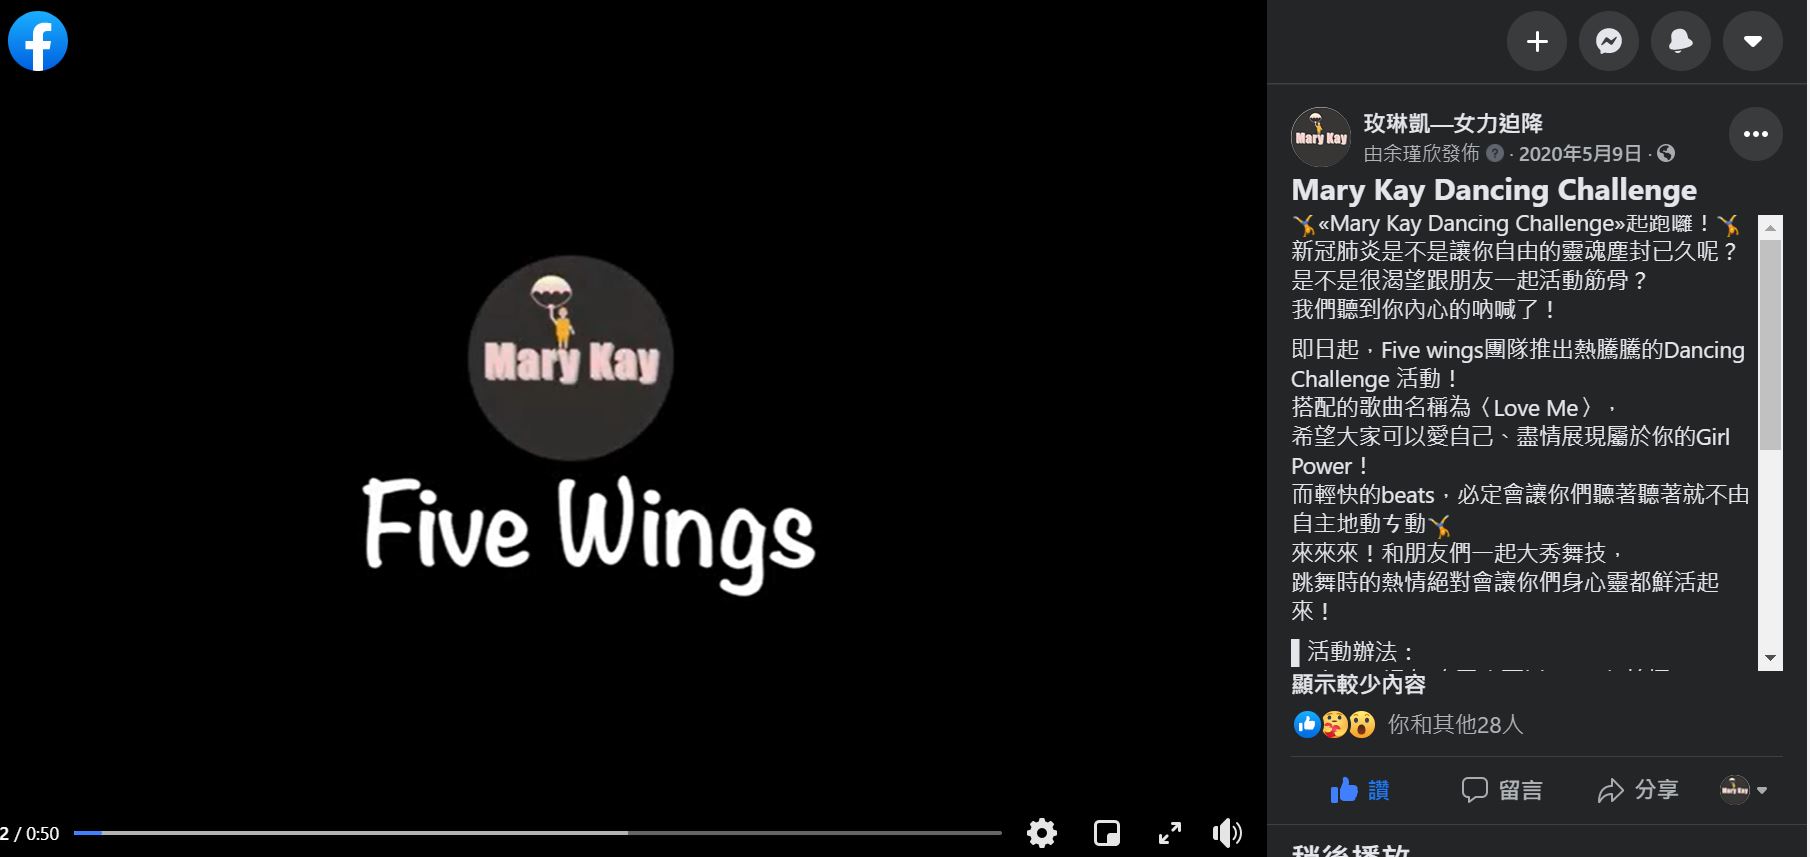 Mary Kay
Five Wings
2 / 0:50
Mary Kay
玫琳凱—女力迫降
由余瑾欣發佈 · 2020年5月9日 ·
Mary Kay Dancing Challenge
🤸«Mary Kay Dancing Challenge»起跑囉！🤸
新冠肺炎是不是讓你自由的靈魂塵封已久呢？
是不是很渴望跟朋友一起活動筋骨？
我們聽到你內心的吶喊了！
即日起，Five wings團隊推出熱騰騰的Dancing
Challenge 活動！
搭配的歌曲名稱為〈Love Me〉，
希望大家可以愛自己、盡情展現屬於你的Girl
Power！
而輕快的beats，必定會讓你們聽著聽著就不由
自主地動ㄘ動🤸
來來來！和朋友們一起大秀舞技，
跳舞時的熱情絕對會讓你們身心靈都鮮活起
來！
▌活動辦法：
顯示較少內容
你和其他28人
讚 留言 分享
Mary Kay
稍後播放